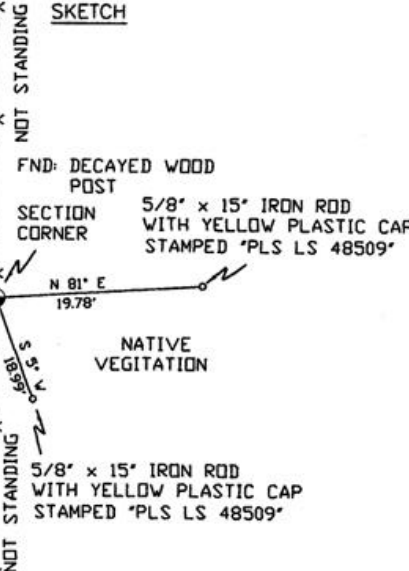 SKETCH
NOT STANDING
FND: DECAYED WOOD
POST
SECTION
CORNER
5/8" x 15" IRON ROD
WITH YELLOW PLASTIC CAP
STAMPED "PLS LS 48509"
N 81° E
19.78'
NATIVE
VEGITATION
S 5° W
18.99'
5/8" x 15" IRON ROD
WITH YELLOW PLASTIC CAP
STAMPED "PLS LS 48509"
NOT STANDING